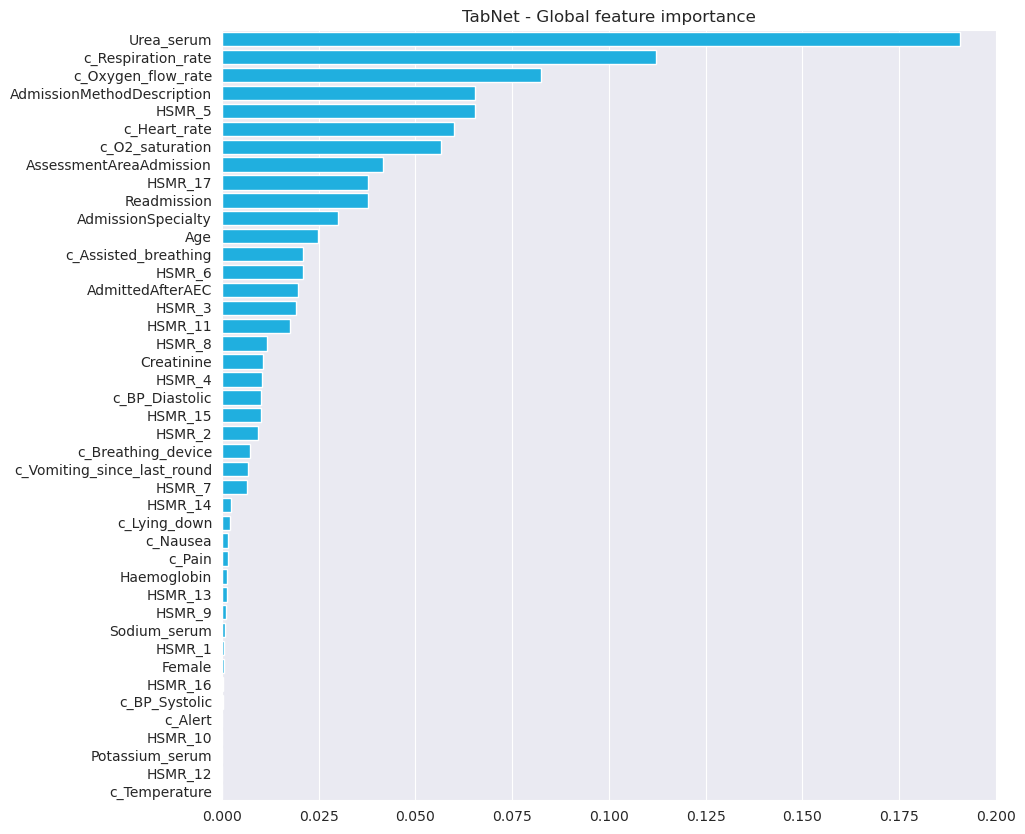 TabNet - Global feature importance
Urea_serum
c_Respiration_rate
c_Oxygen_flow_rate
AdmissionMethodDescription
HSMR_5
c_Heart_rate
c_O2_saturation
AssessmentAreaAdmission
HSMR_17
Readmission
AdmissionSpecialty
Age
c_Assisted_breathing
HSMR_6
AdmittedAfterAEC
HSMR_3
HSMR_11
HSMR_8
Creatinine
HSMR_4
c_BP_Diastolic
HSMR_15
HSMR_2
c_Breathing_device
c_Vomiting_since_last_round
HSMR_7
HSMR_14
c_Lying_down
c_Nausea
c_Pain
Haemoglobin
HSMR_13
HSMR_9
Sodium_serum
HSMR_1
Female
HSMR_16
c_BP_Systolic
c_Alert
HSMR_10
Potassium_serum
HSMR_12
c_Temperature
0.000 0.025 0.050 0.075 0.100 0.125 0.150 0.175 0.200